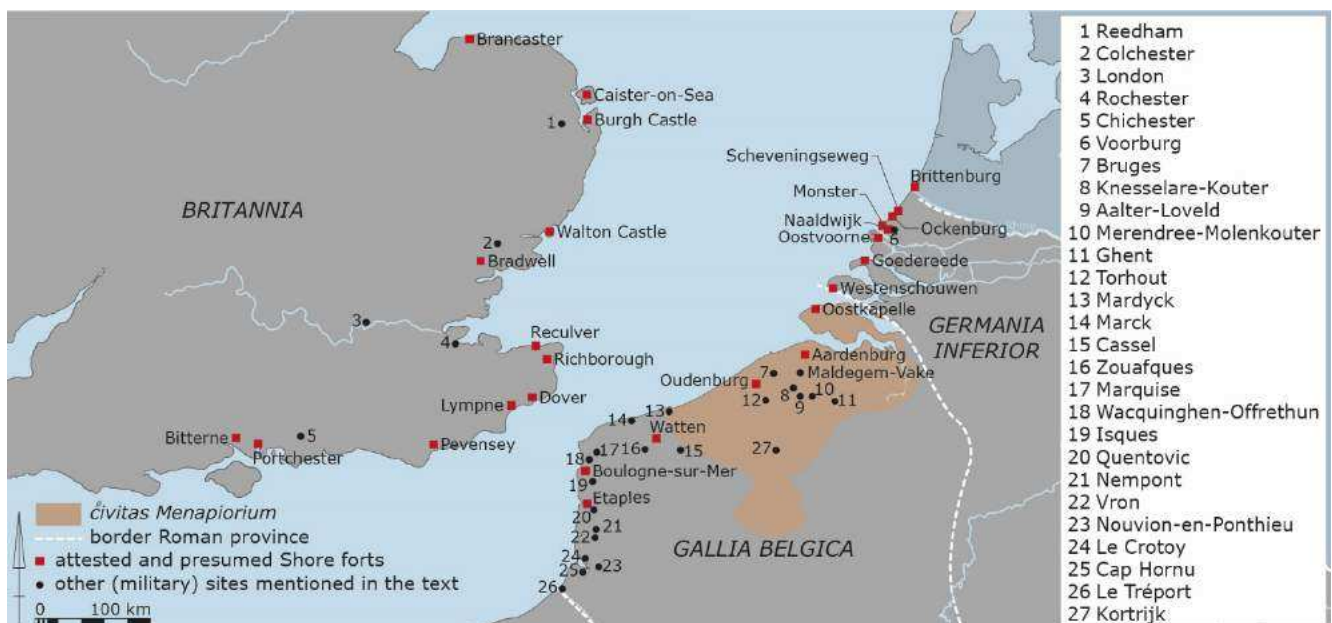 Brancaster
Caister-on-Sea
Burgh Castle
1
Scheveningseweg
Brittenburg
Monster
BRITANNIA
Naaldwijk
Ockenburg
Oostvoorne
6
Walton Castle
2
Bradwell
Goedereede
Westenschouwen
Oostkapelle
3
GERMANIA
INFERIOR
4
Reculver
Richborough
Aardenburg
7
Maldegem-Vake
Oudenburg
8
10
9
11
12
Dover
Lympne
13
14
Watten
Bitterne
5
Portchester
Pevensey
17
16
15
27
18
Boulogne-sur-Mer
19
Etaples
20
21
22
GALLIA BELGICA
24
23
25
26
civitas Menapiorium
border Roman province
attested and presumed Shore forts
other (military) sites mentioned in the text
0 100 km
1 Reedham
2 Colchester
3 London
4 Rochester
5 Chichester
6 Voorburg
7 Bruges
8 Knesselare-Kouter
9 Aalter-Loveld
10 Merendree-Molenkouter
11 Ghent
12 Torhout
13 Mardyck
14 Marck
15 Cassel
16 Zouafques
17 Marquise
18 Wacquinghen-Offrethun
19 Isques
20 Quentovic
21 Nempont
22 Vron
23 Nouvion-en-Ponthieu
24 Le Crotoy
25 Cap Hornu
26 Le Tréport
27 Kortrijk